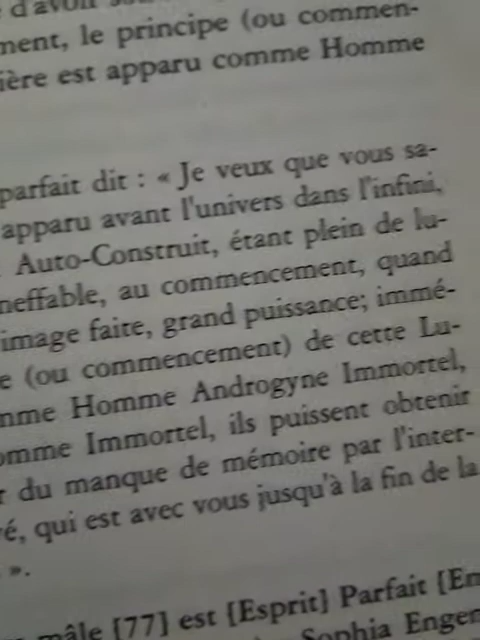 d'avoir
ment, le principe (ou commen-
ière est apparu comme Homme
parfait dit : « Je veux que vous sa-
apparu avant l'univers dans l'infini,
Auto-Construit, étant plein de lu-
neffable, au commencement, quand
image faite, grand puissance; immé-
e (ou commencement) de cette Lu-
mme Homme Androgyne Immortel,
omme Immortel, ils puissent obtenir
r du manque de mémoire par l'inter-
é, qui est avec vous jusqu'à la fin de la
».
mâle [77] est [Esprit] Parfait [En
Sophia Engen